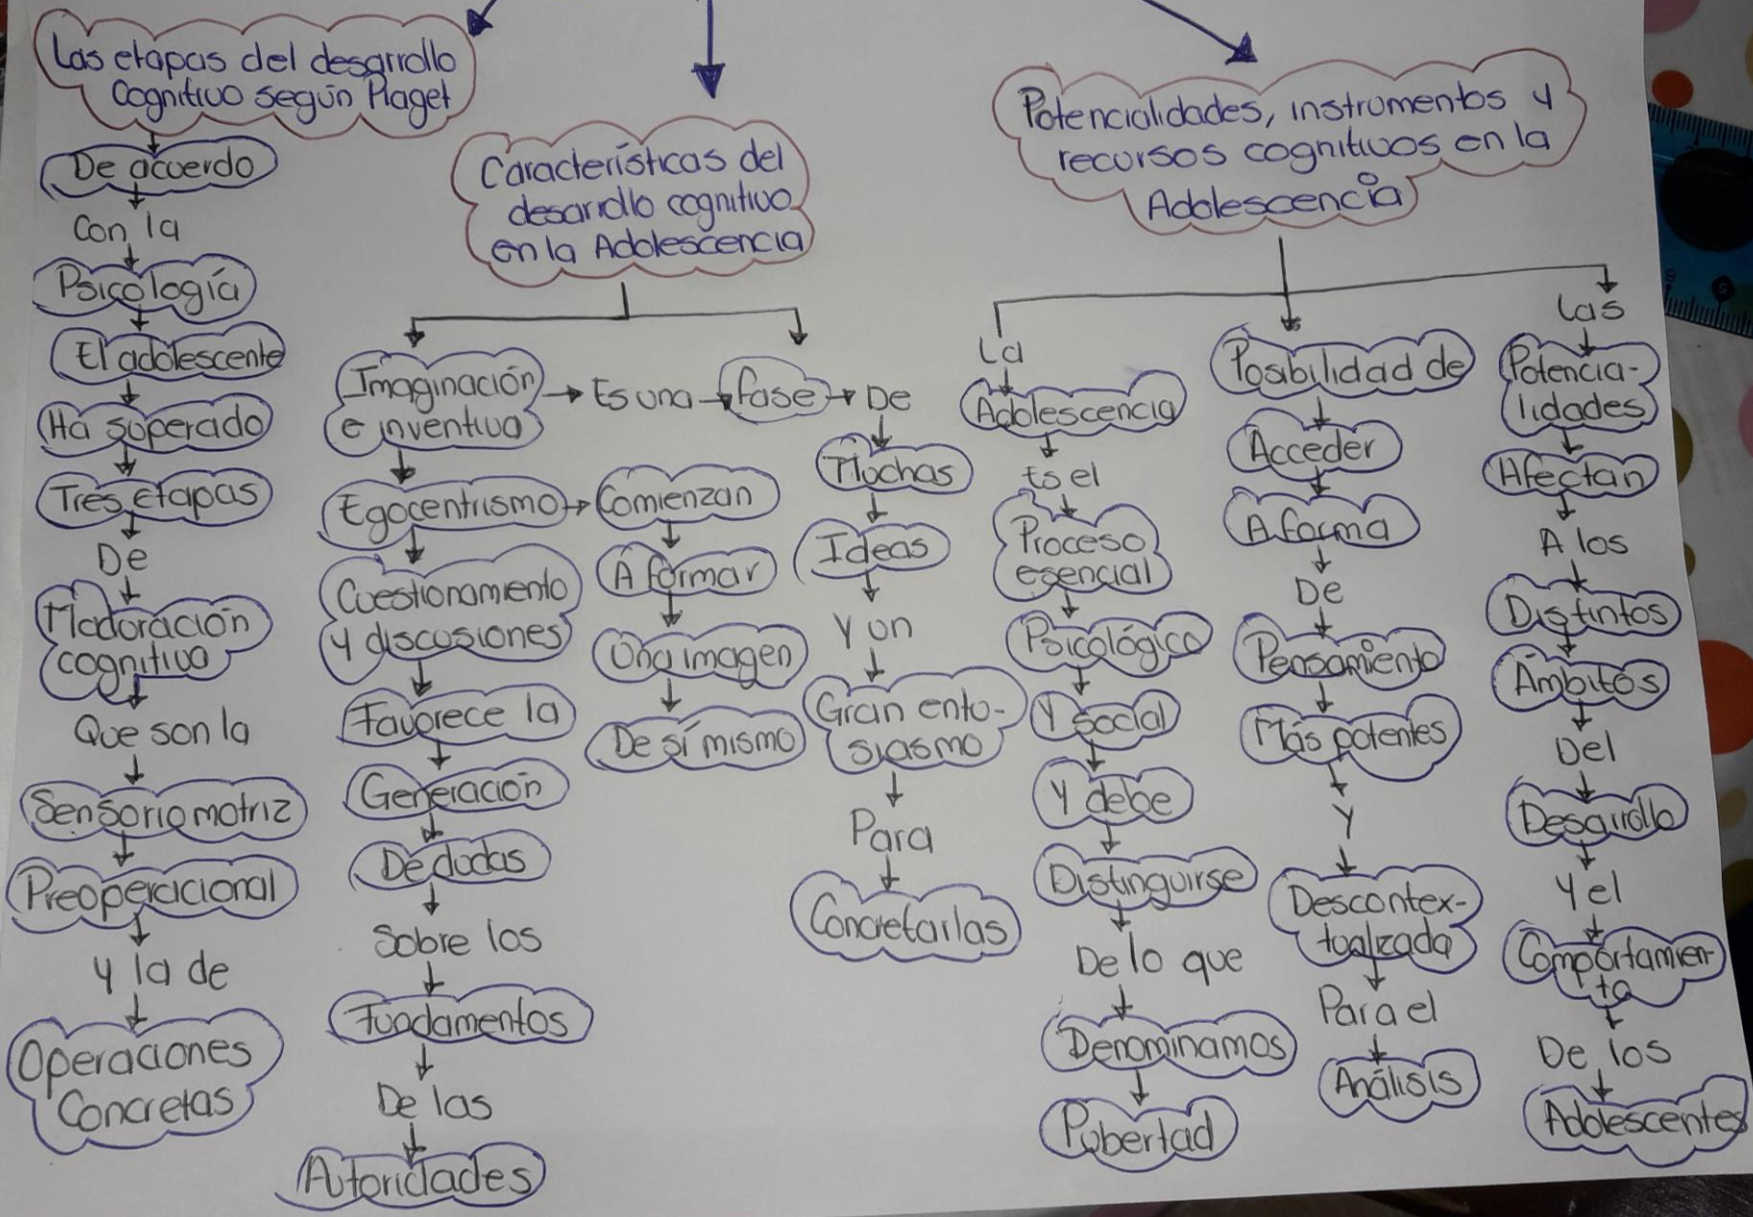 Las etapas del desarrollo
Cognitivo según Piaget
De acuerdo
Con la
Psicología
El adolescente
Ha superado
Tres etapas
De
Maduración
cognitiva
Que son la
Sensorio motriz
Preoperacional
y la de
Operaciones
Concretas
Características del
desarrollo cognitivo
en la Adolescencia
Imaginación
e inventiva
Es una
fase
De
Muchas
Ideas
Y un
Gran entu-
siasmo
Para
Concretarlas
Egocentrismo
Comienzan
A formar
Una imagen
De sí mismo
Cuestionamiento
y discusiones
Favorece la
Generación
De dudas
Sobre los
Fundamentos
De las
Autoridades
Potencialidades, instrumentos y
recursos cognitivos en la
Adolescencia
La
Adolescencia
Es el
Proceso
esencial
Psicológico
Y social
Y debe
Distinguirse
De lo que
Denominamos
Pubertad
Posibilidad de
Acceder
A forma
De
Pensamiento
Más potentes
Y
Descontex-
tualizada
Para el
Análisis
Las
Potencia-
lidades
Afectan
A los
Distintos
Ámbitos
Del
Desarrollo
Y el
Comportamien-
to
De los
Adolescentes
5